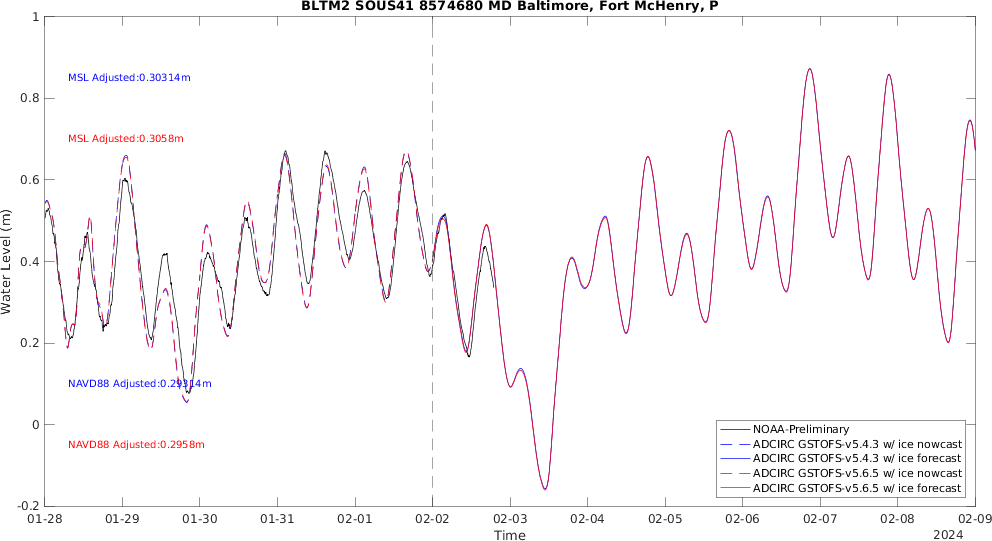 BLTM2 SOUS41 8574680 MD Baltimore, Fort McHenry, P
1
0.8
0.6
0.4
0.2
0
-0.2
Water Level (m)
MSL Adjusted:0.30314m
MSL Adjusted:0.3058m
NAVD88 Adjusted:0.29314m
NAVD88 Adjusted:0.2958m
NOAA-Preliminary
ADCIRC GSTOFS-v5.4.3 w/ ice nowcast
ADCIRC GSTOFS-v5.4.3 w/ ice forecast
ADCIRC GSTOFS-v5.6.5 w/ ice nowcast
ADCIRC GSTOFS-v5.6.5 w/ ice forecast
01-28 01-29 01-30 01-31 02-01 02-02 02-03 02-04 02-05 02-06 02-07 02-08 02-09
Time
2024